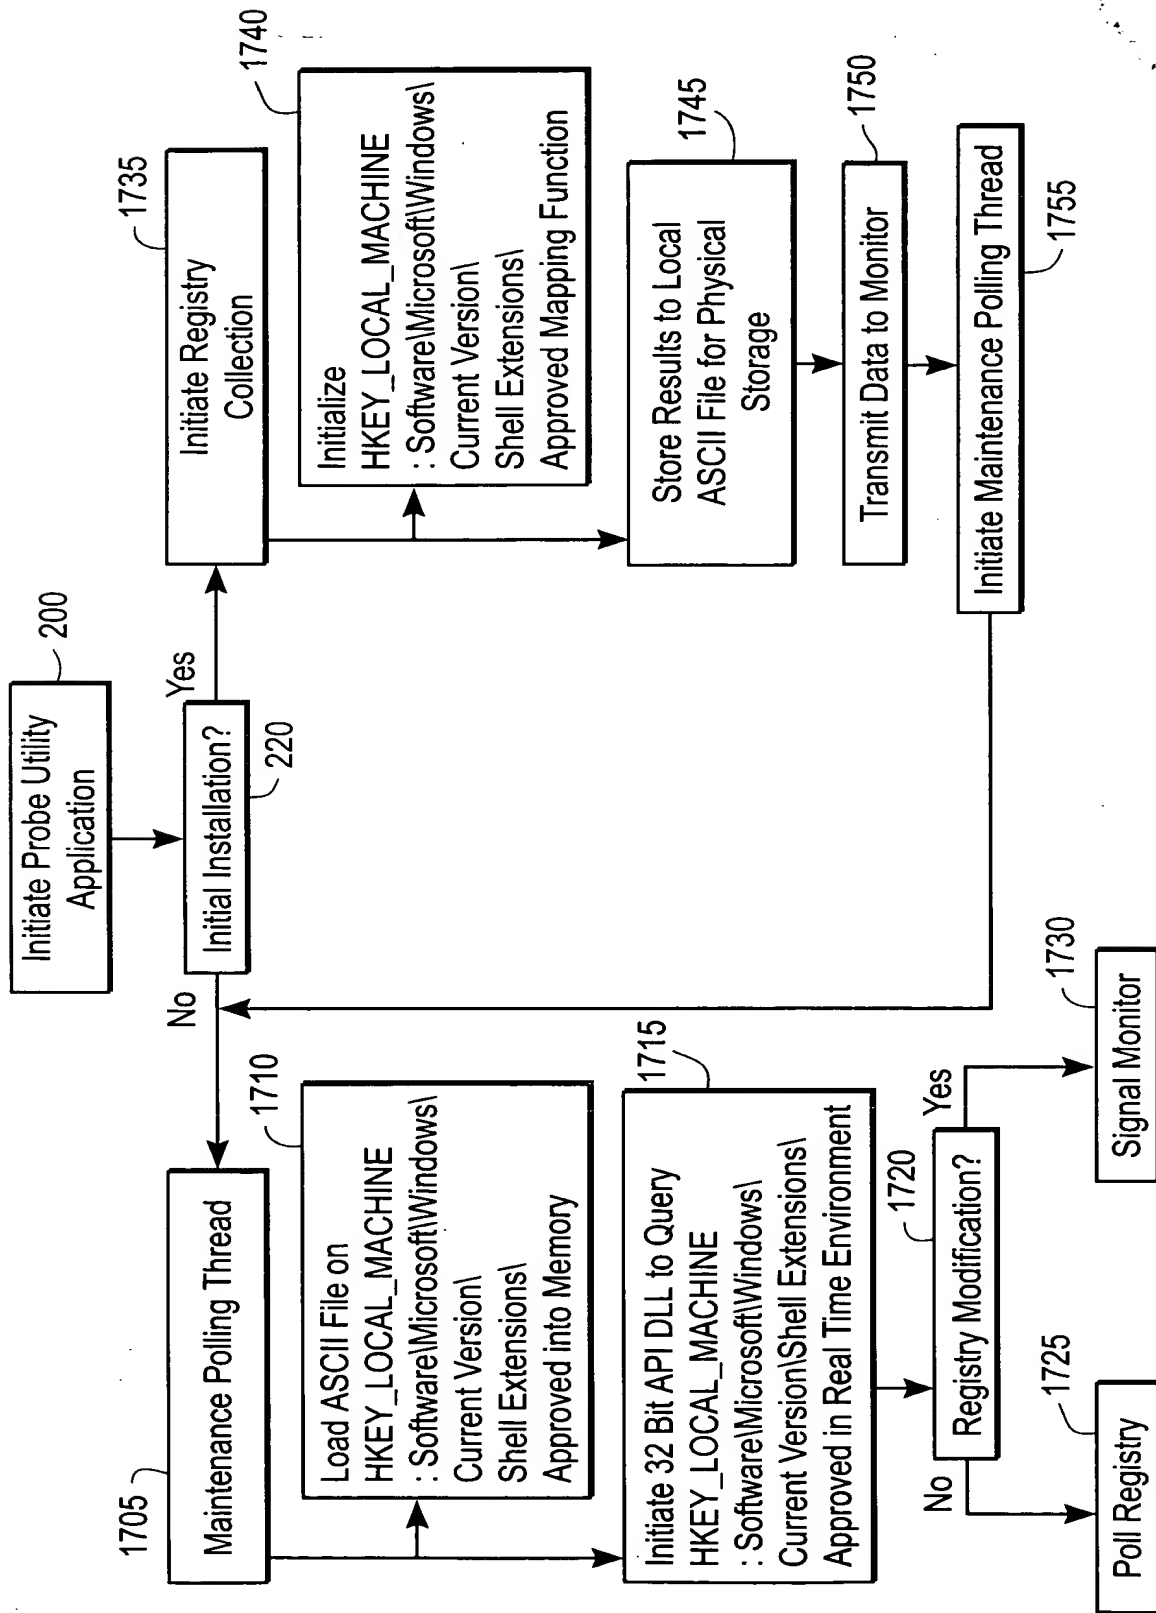 200
Initiate Probe Utility
Application
220
Initial Installation?
No
Yes
1705
Maintenance Polling Thread
1710
Load ASCII File on
HKEY_LOCAL_MACHINE
: Software\Microsoft\Windows\
Current Version\
Shell Extensions\
Approved into Memory
1715
Initiate 32 Bit API DLL to Query
HKEY_LOCAL_MACHINE
: Software\Microsoft\Windows\
Current Version\Shell Extensions\
Approved in Real Time Environment
1720
Registry Modification?
No
Yes
1725
Poll Registry
1730
Signal Monitor
1735
Initiate Registry
Collection
1740
Initialize
HKEY_LOCAL_MACHINE
: Software\Microsoft\Windows\
Current Version\
Shell Extensions\
Approved Mapping Function
1745
Store Results to Local
ASCII File for Physical
Storage
1750
Transmit Data to Monitor
1755
Initiate Maintenance Polling Thread